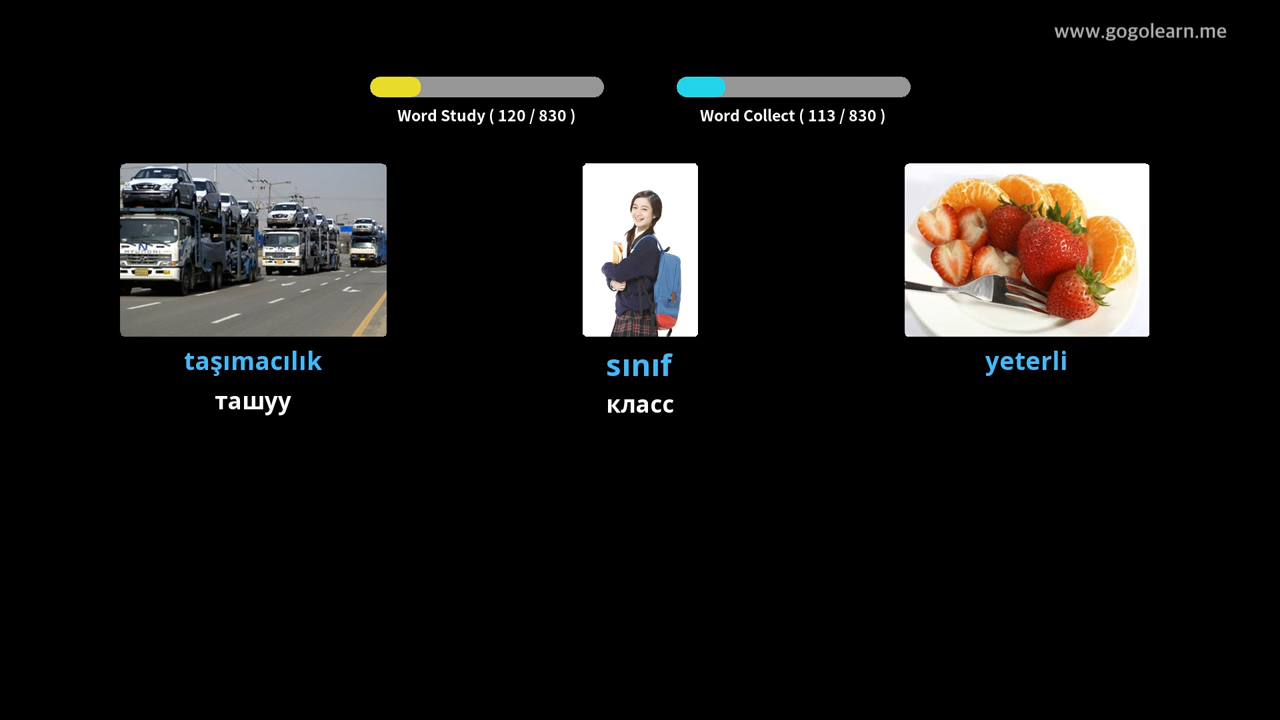 www.gogolearn.me
Word Study ( 120 / 830 )
Word Collect ( 113 / 830 )
taşımacılık
ташуу
sınıf
класс
yeterli